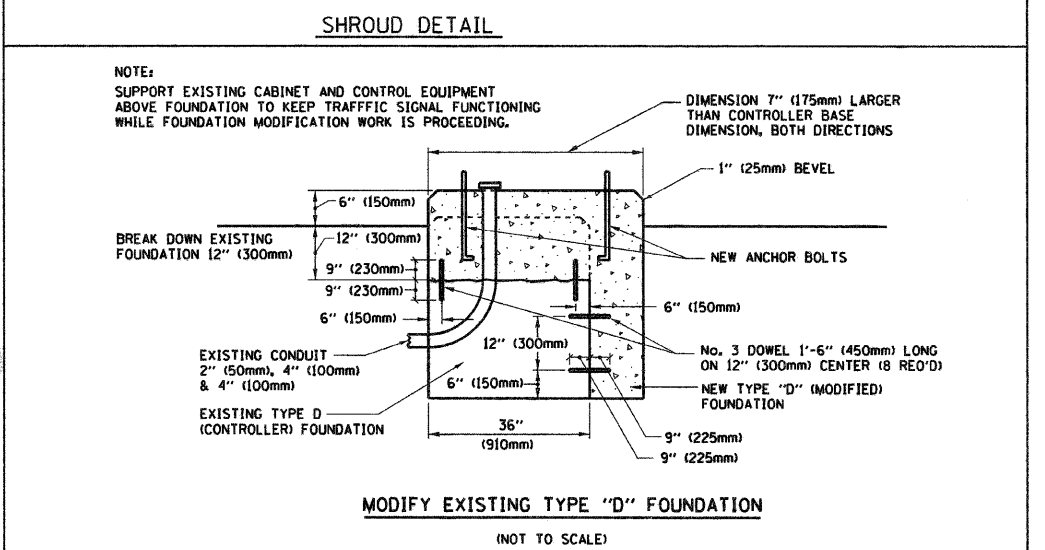 SHROUD DETAIL
NOTE:
SUPPORT EXISTING CABINET AND CONTROL EQUIPMENT
ABOVE FOUNDATION TO KEEP TRAFFFIC SIGNAL FUNCTIONING
WHILE FOUNDATION MODIFICATION WORK IS PROCEEDING.
DIMENSION 7" (175mm) LARGER
THAN CONTROLLER BASE
DIMENSION, BOTH DIRECTIONS
1" (25mm) BEVEL
6" (150mm)
BREAK DOWN EXISTING
FOUNDATION 12" (300mm)
12" (300mm)
9" (230mm)
9" (230mm)
6" (150mm)
NEW ANCHOR BOLTS
6" (150mm)
EXISTING CONDUIT
2" (50mm), 4" (100mm)
& 4" (100mm)
12" (300mm)
6" (150mm)
No. 3 DOWEL 1'-6" (450mm) LONG
ON 12" (300mm) CENTER (8 REO'D)
NEW TYPE "D" (MODIFIED)
FOUNDATION
EXISTING TYPE D
(CONTROLLER) FOUNDATION
36"
(910mm)
9" (225mm)
9" (225mm)
MODIFY EXISTING TYPE "D" FOUNDATION
(NOT TO SCALE)